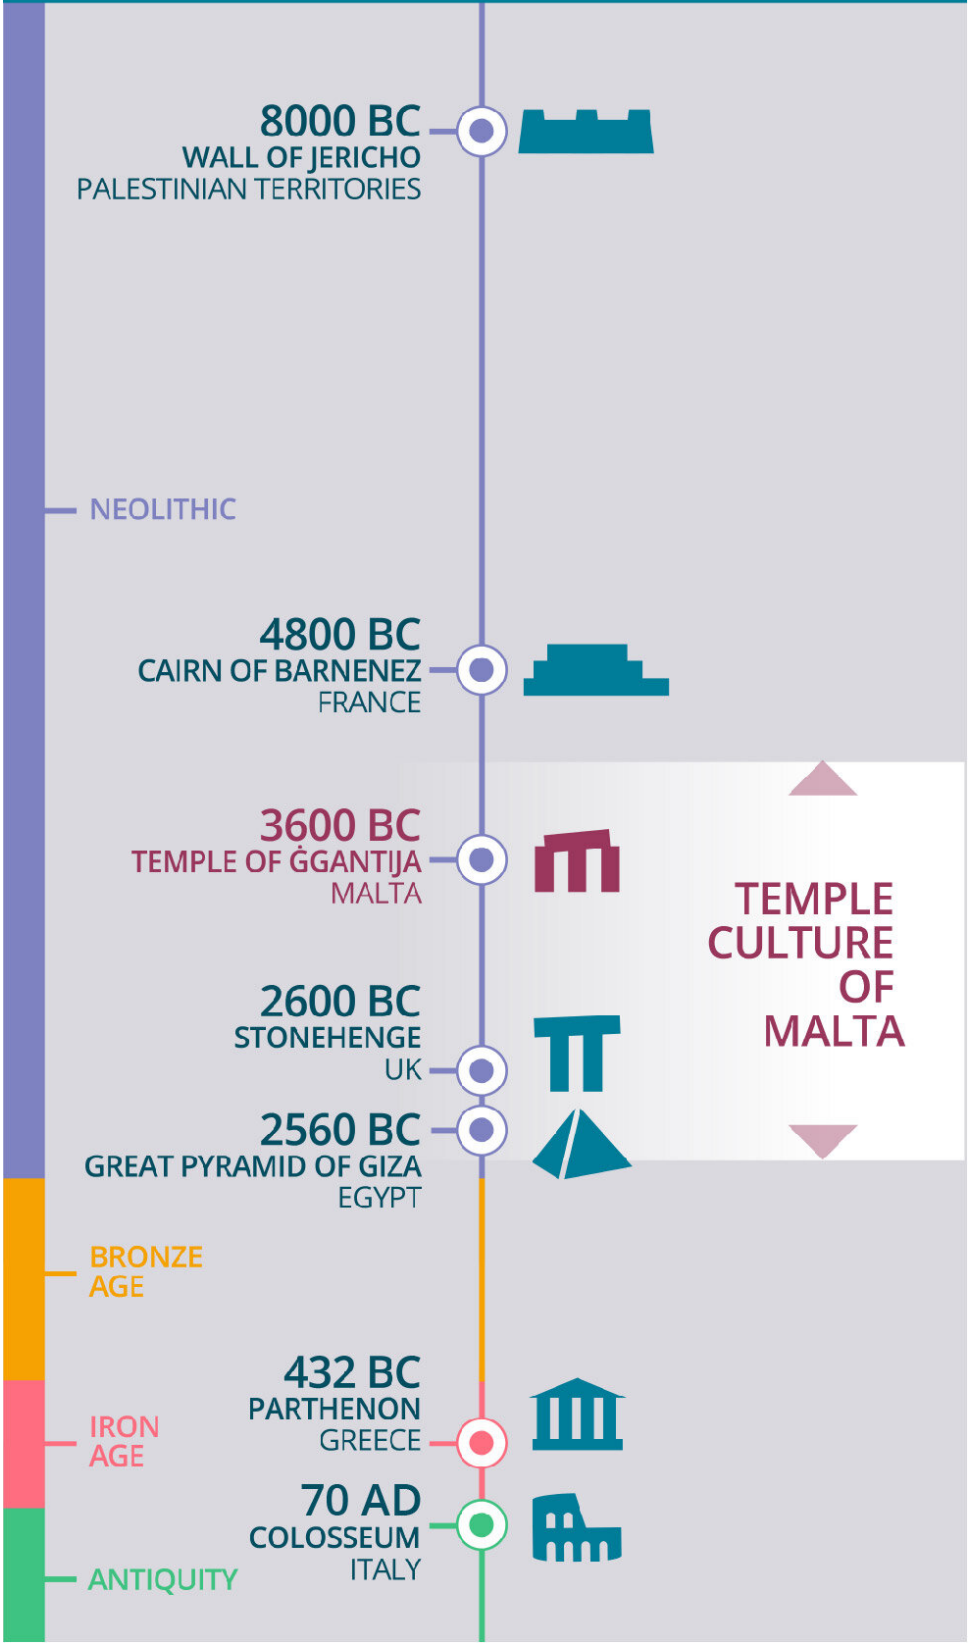 8000 BC
WALL OF JERICHO
PALESTINIAN TERRITORIES
NEOLITHIC
4800 BC
CAIRN OF BARNENEZ
FRANCE
3600 BC
TEMPLE OF ĠGANTIJA
MALTA
TEMPLE
CULTURE
OF
MALTA
2600 BC
STONEHENGE
UK
2560 BC
GREAT PYRAMID OF GIZA
EGYPT
BRONZE
AGE
432 BC
PARTHENON
GREECE
IRON
AGE
70 AD
COLOSSEUM
ITALY
ANTIQUITY